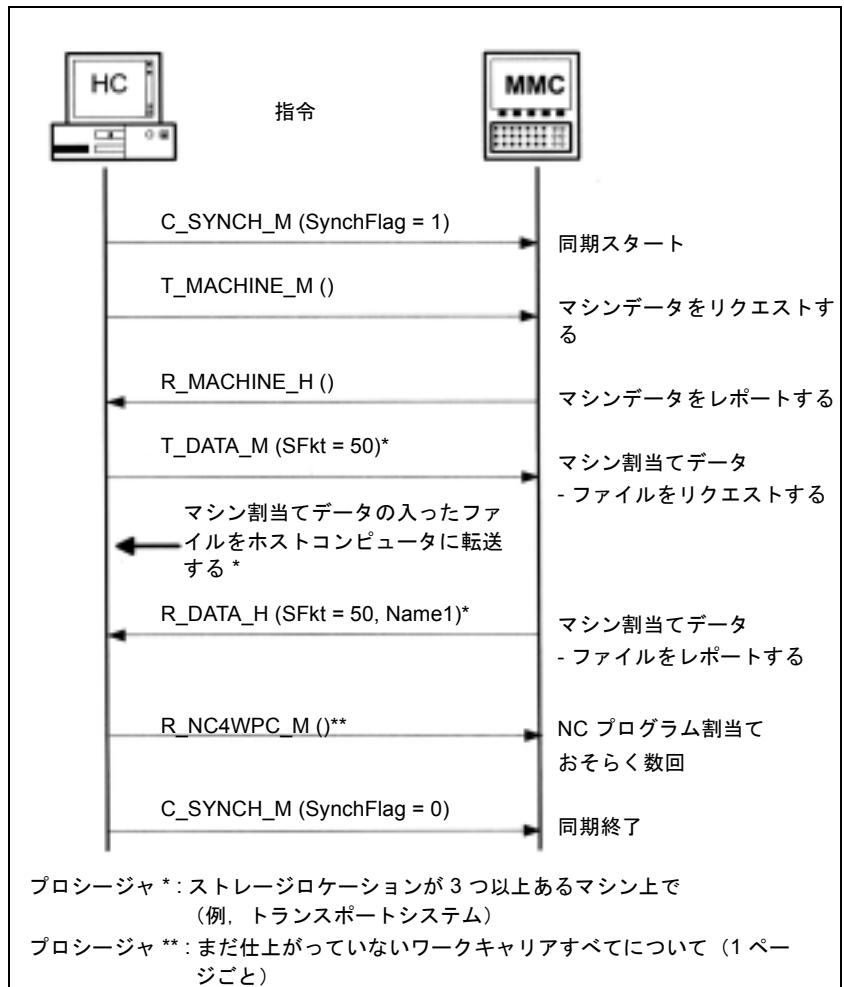 HC
指令
MMC
C_SYNCH_M (SynchFlag = 1)
同期スタート
T_MACHINE_M ()
マシンデータをリクエストす
る
R_MACHINE_H ()
マシンデータをレポートする
T_DATA_M (SFkt = 50)*
マシン割当てデータ
- ファイルをリクエストする
マシン割当てデータの入ったファ
イルをホストコンピュータに転送
する *
R_DATA_H (SFkt = 50, Name1)*
マシン割当てデータ
- ファイルをレポートする
R_NC4WPC_M ()**
NC プログラム割当て
おそらく数回
C_SYNCH_M (SynchFlag = 0)
同期終了
プロシージャ * : ストレージロケーションが 3 つ以上あるマシン上で
（例，トランスポートシステム）
プロシージャ ** : まだ仕上がっていないワークキャリアすべてについて（1 ペー
ジごと）